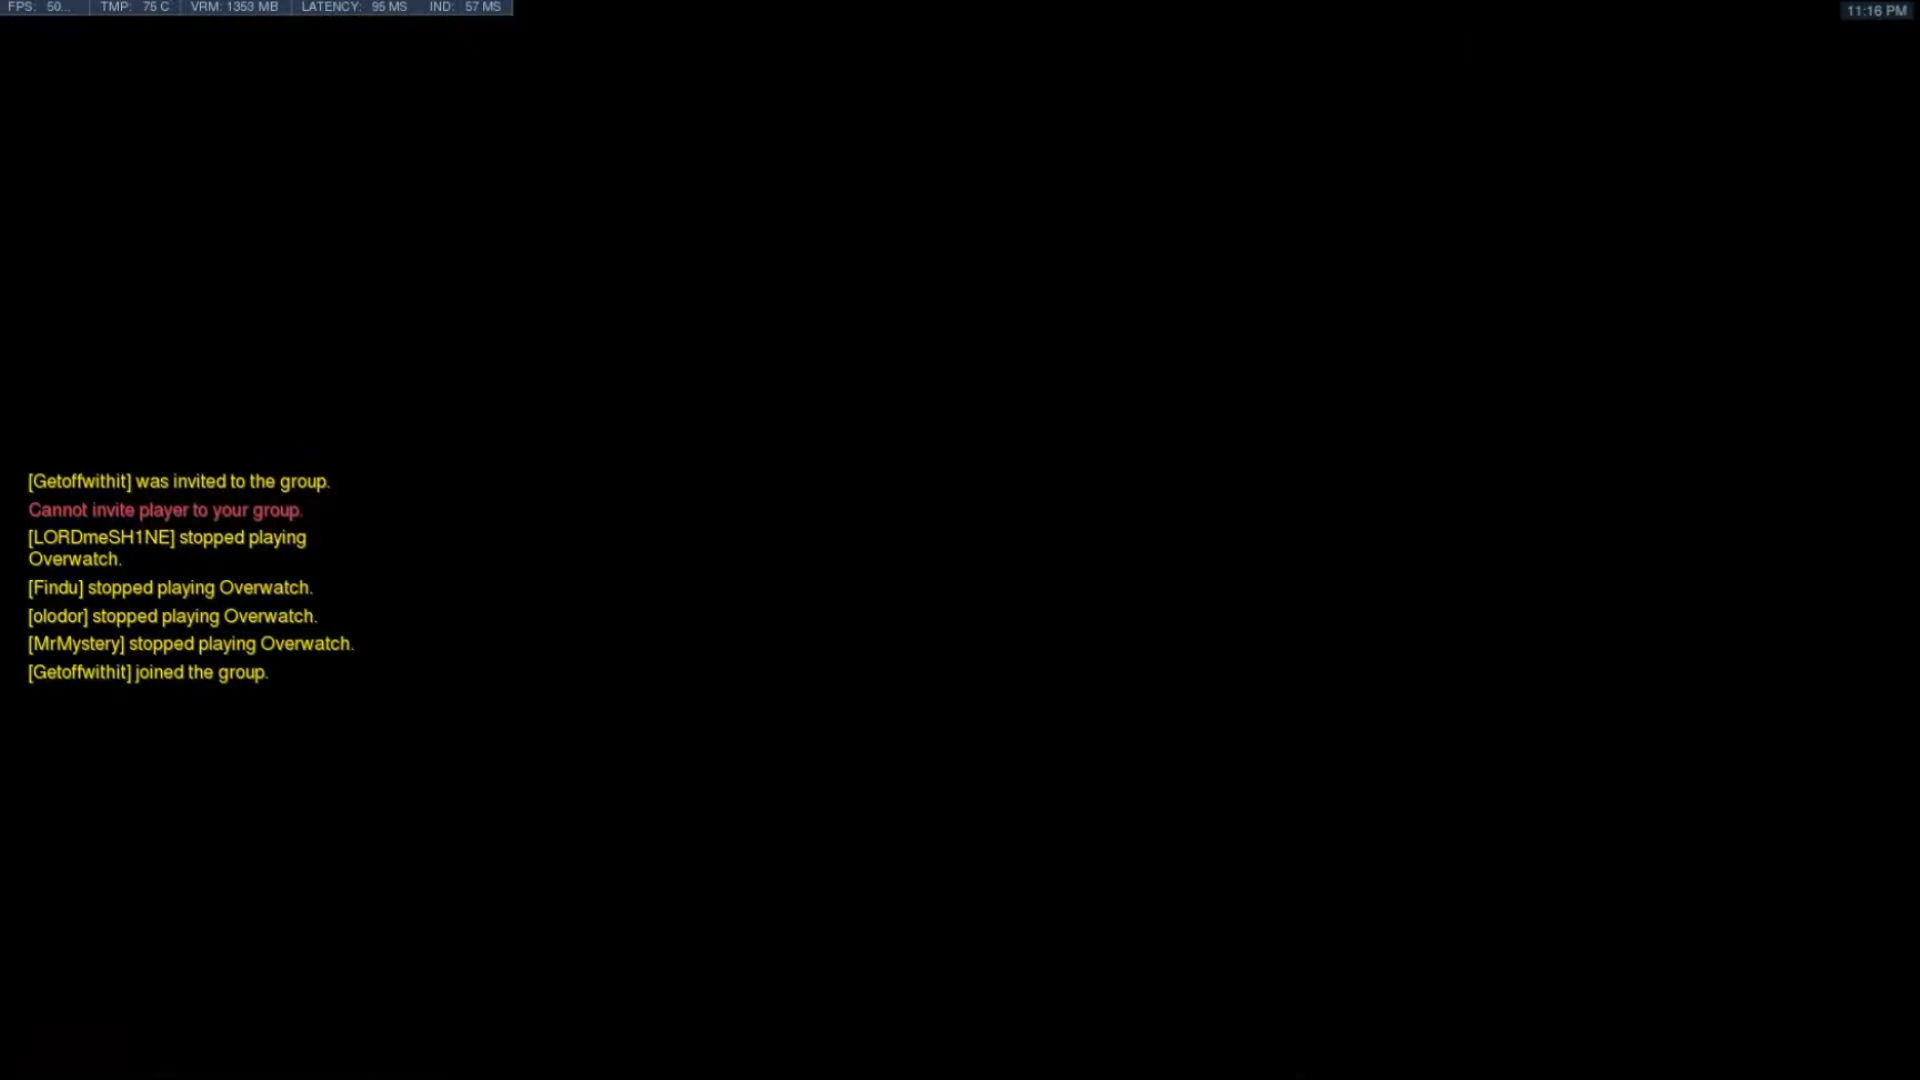 FPS: 50... TMP: 75 C VRM: 1353 MB LATENCY: 95 MS IND: 57 MS
11:16 PM
[Getoffwithit] was invited to the group.
Cannot invite player to your group.
[LORDmeSH1NE] stopped playing
Overwatch.
[Findu] stopped playing Overwatch.
[olodor] stopped playing Overwatch.
[MrMystery] stopped playing Overwatch.
[Getoffwithit] joined the group.